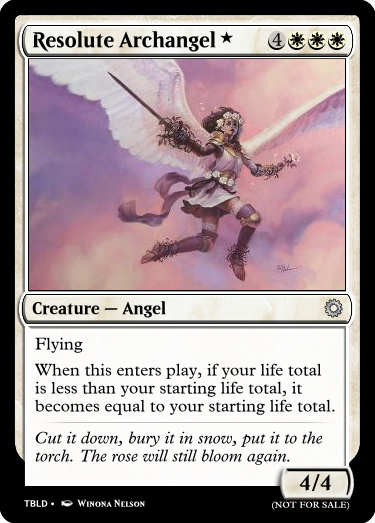 Resolute Archangel ★ 4
Creature — Angel
Flying
When this enters play, if your life total
is less than your starting life total, it
becomes equal to your starting life total.
Cut it down, bury it in snow, put it to the
torch. The rose will still bloom again.
4/4
TBLD • Winona Nelson
(NOT FOR SALE)